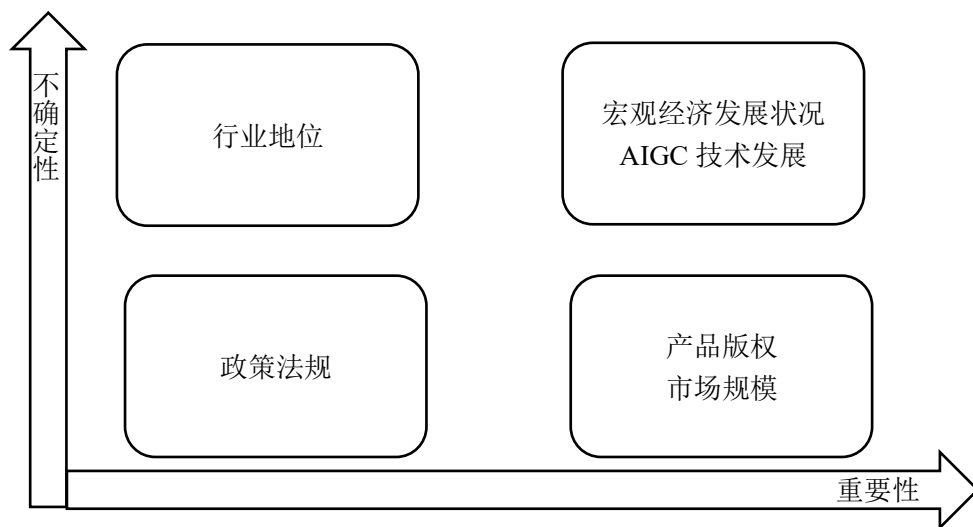 不确定性
行业地位
宏观经济发展状况
AIGC 技术发展
政策法规
产品版权
市场规模
重要性